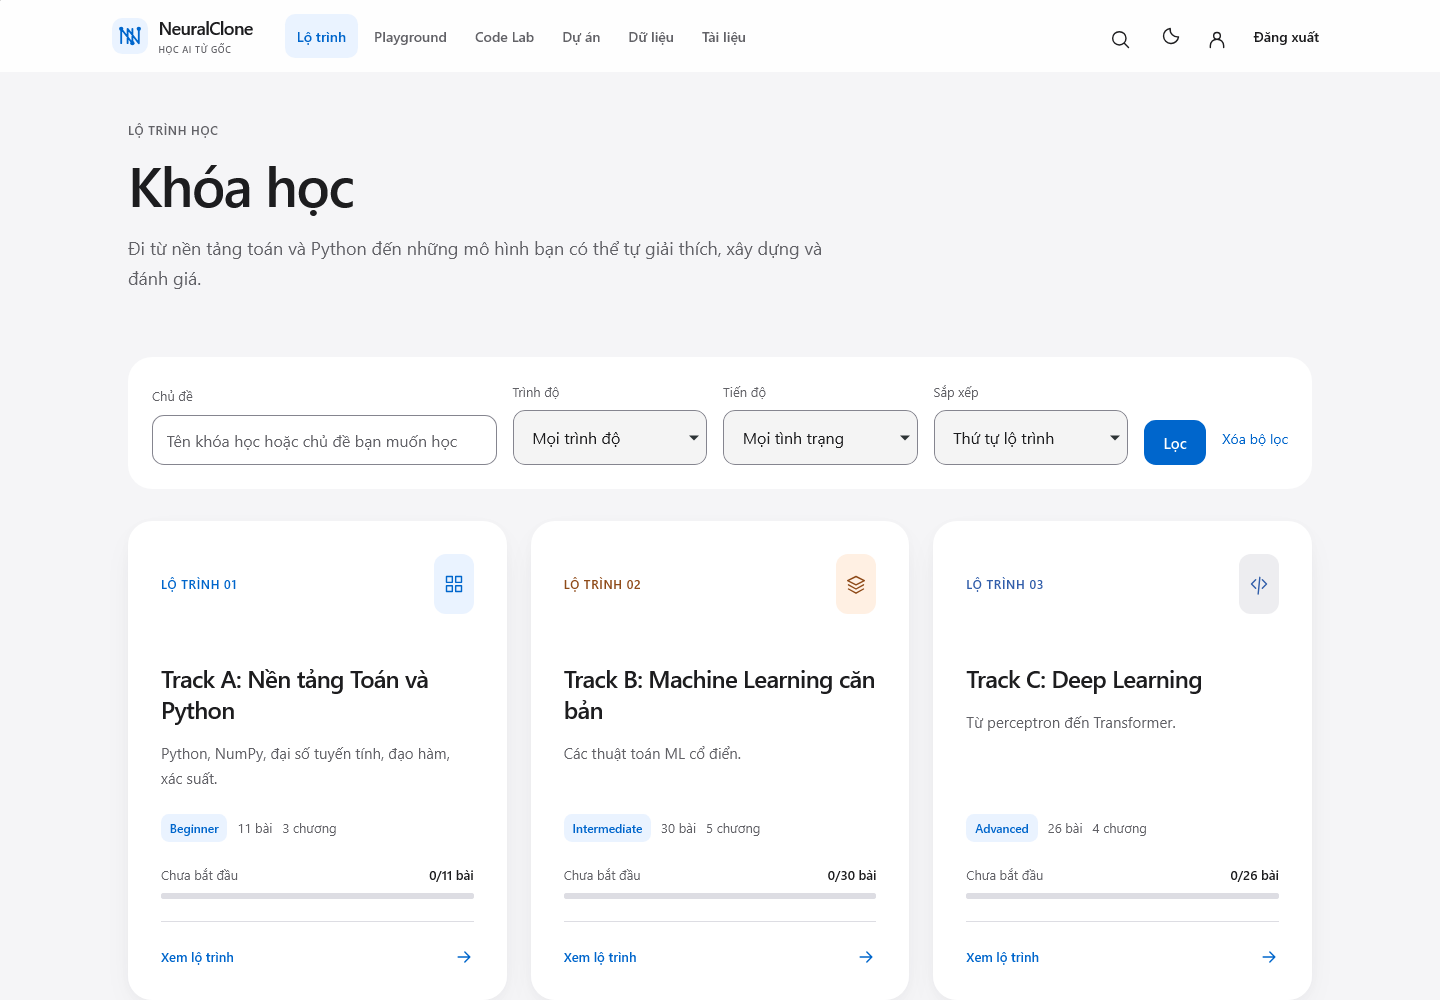 NeuralClone
HỌC AI TỪ GỐC
Lộ trình
Playground
Code Lab
Dự án
Dữ liệu
Tài liệu
Đăng xuất
LỘ TRÌNH HỌC
Khóa học
Đi từ nền tảng toán và Python đến những mô hình bạn có thể tự giải thích, xây dựng và
đánh giá.
Chủ đề
Tên khóa học hoặc chủ đề bạn muốn học
Trình độ
Mọi trình độ
Tiến độ
Mọi tình trạng
Sắp xếp
Thứ tự lộ trình
Lọc
Xóa bộ lọc
LỘ TRÌNH 01
Track A: Nền tảng Toán và
Python
Python, NumPy, đại số tuyến tính, đạo hàm,
xác suất.
Beginner
11 bài
3 chương
Chưa bắt đầu
0/11 bài
Xem lộ trình
LỘ TRÌNH 02
Track B: Machine Learning căn
bản
Các thuật toán ML cổ điển.
Intermediate
30 bài
5 chương
Chưa bắt đầu
0/30 bài
Xem lộ trình
LỘ TRÌNH 03
Track C: Deep Learning
Từ perceptron đến Transformer.
Advanced
26 bài
4 chương
Chưa bắt đầu
0/26 bài
Xem lộ trình